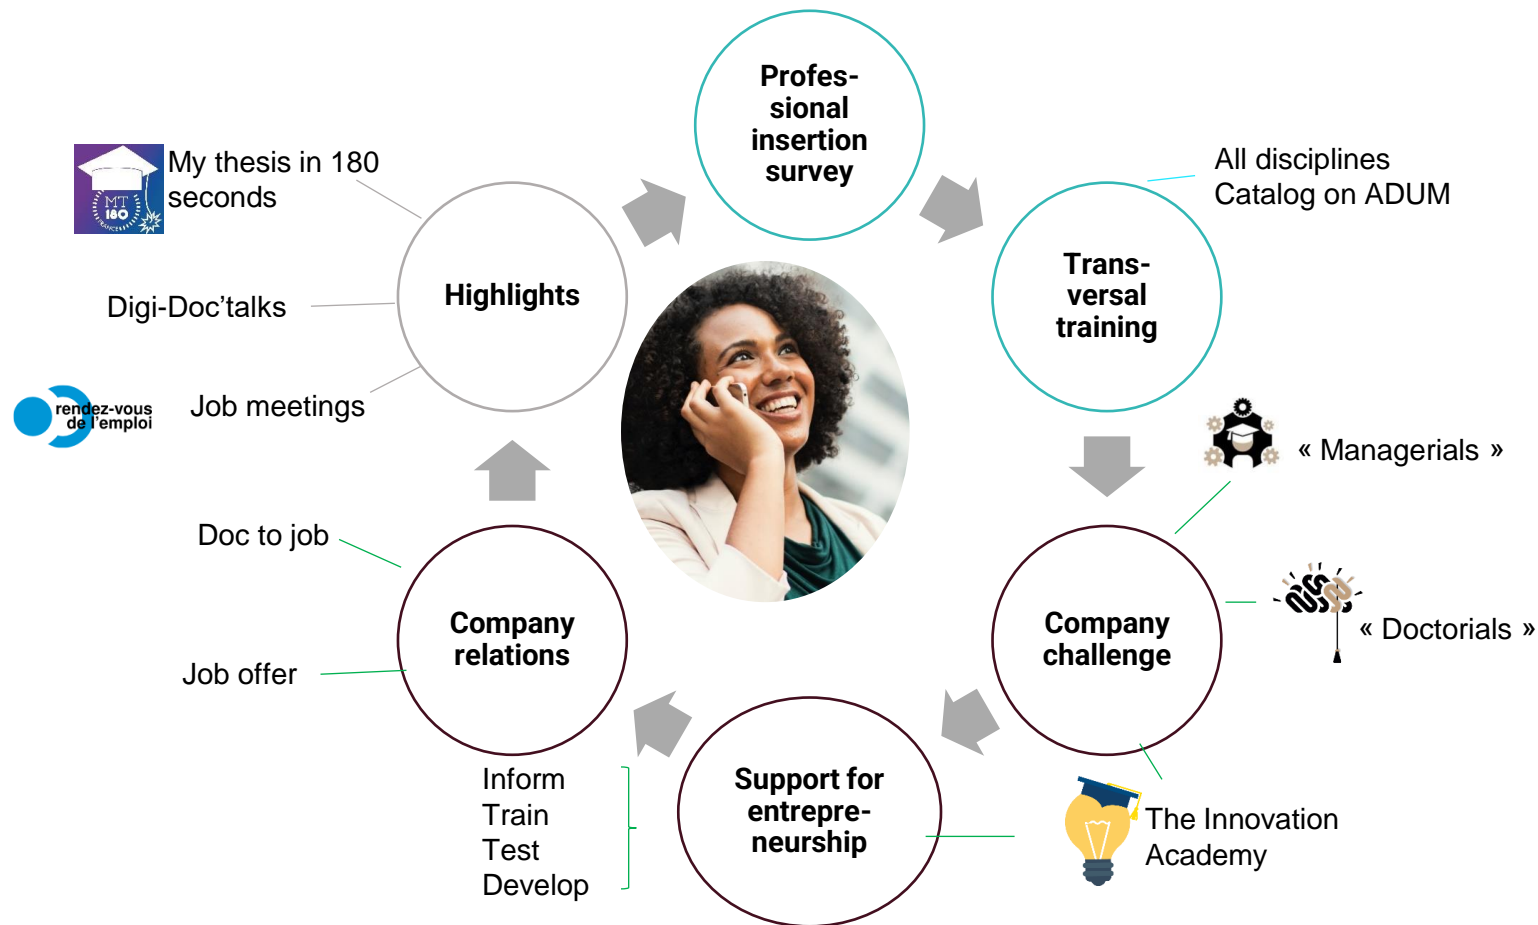 Profes-
sional
insertion
survey
My thesis in 180
seconds
MT
180
FRANCE
All disciplines
Catalog on ADUM
Highlights
Trans-
versal
training
Digi-Doc’talks
rendez-vous
de l’emploi
Job meetings
« Managerials »
Doc to job
Company
relations
Company
challenge
« Doctorials »
Job offer
Inform
Train
Test
Develop
Support for
entrepre-
neurship
The Innovation
Academy